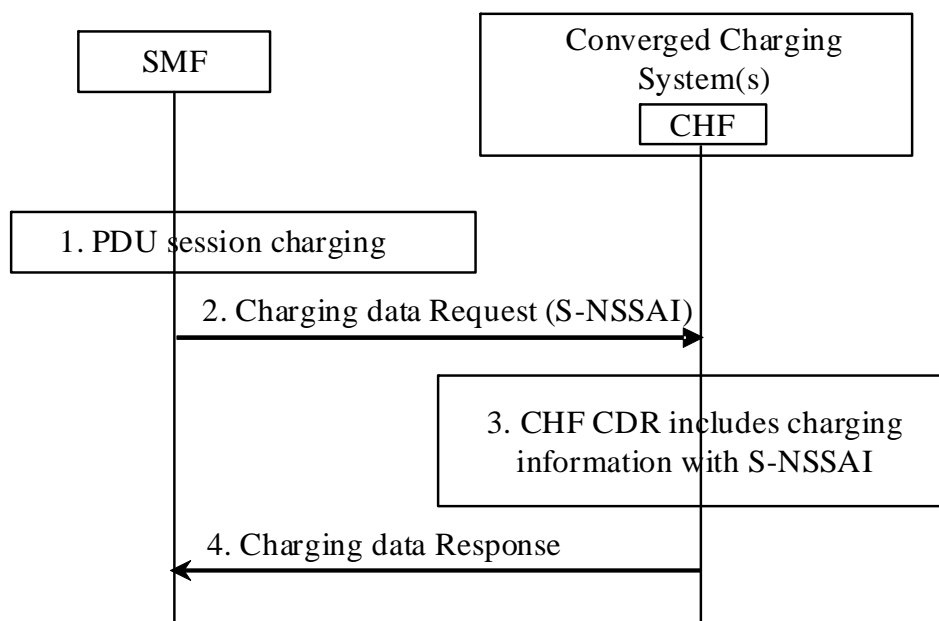 SMF
Converged Charging
System(s)
CHF
1. PDU session charging
2. Charging data Request (S-NSSAI)
3. CHF CDR includes charging
information with S-NSSAI
4. Charging data Response